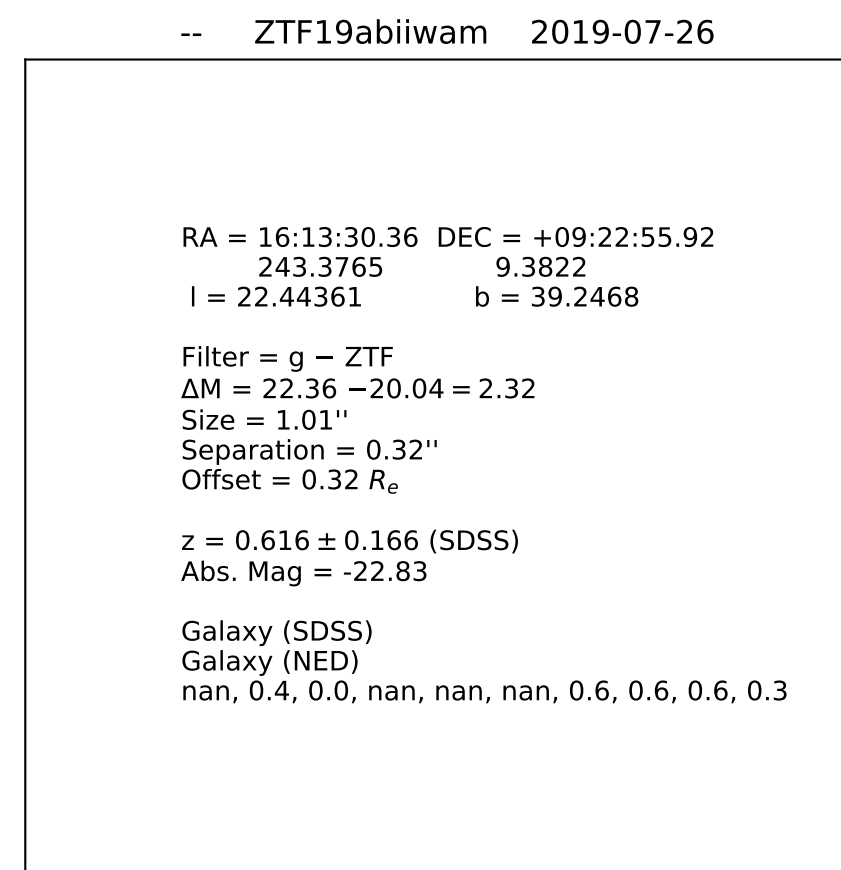 -- ZTF19abiiwam 2019-07-26
RA = 16:13:30.36 DEC = +09:22:55.92
243.3765 9.3822
l = 22.44361 b = 39.2468
Filter = g − ZTF
ΔM = 22.36 −20.04 = 2.32
Size = 1.01''
Separation = 0.32''
Offset = 0.32 Re
z = 0.616 ± 0.166 (SDSS)
Abs. Mag = -22.83
Galaxy (SDSS)
Galaxy (NED)
nan, 0.4, 0.0, nan, nan, nan, 0.6, 0.6, 0.6, 0.3